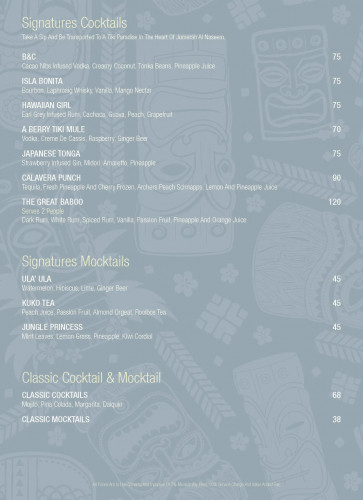 Signatures Cocktails
Take A Sip And Be Transported To A Tiki Paradise In The Heart Of Jumeirah Al Naseem
B&C 75
Cacao Nibs Infused Vodka, Creamy Coconut, Tonka Beans, Pineapple Juice
ISLA BONITA 75
Bourbon, Laphroaig Whisky, Vanilla, Mango Nectar
HAWAIIAN GIRL 75
Earl Grey Infused Rum, Cachaca, Guava, Peach, Grapefruit
A BERRY TIKI MULE 70
Vodka, Creme De Cassis, Raspberry, Ginger Beer
JAPANESE TONGA 75
Strawberry Infused Gin, Midori, Amaretto, Pineapple
CALAVERA PUNCH 90
Tequila, Fresh Pineapple And Cherry Frozen, Archers Peach Schnapps, Lemon And Pineapple Juice
THE GREAT BABOO 120
Serves 2 People
Dark Rum, White Rum, Spiced Rum, Vanilla, Passion Fruit, Pineapple And Orange Juice
Signatures Mocktails
ULA' ULA 45
Watermelon, Hibiscus, Ginger Beer
KOKO TEA 45
Peach Juice, Passion Fruit, Almond Orgeat, Rooibos Tea
JUNGLE PRINCESS 45
Mint Leaves, Lemon Grass, Pineapple, Kiwi Cordial
Classic Cocktail & Mocktail
CLASSIC COCKTAILS 68
Mojito, Pina Colada, Margarita, Daiquiri
CLASSIC MOCKTAILS 38